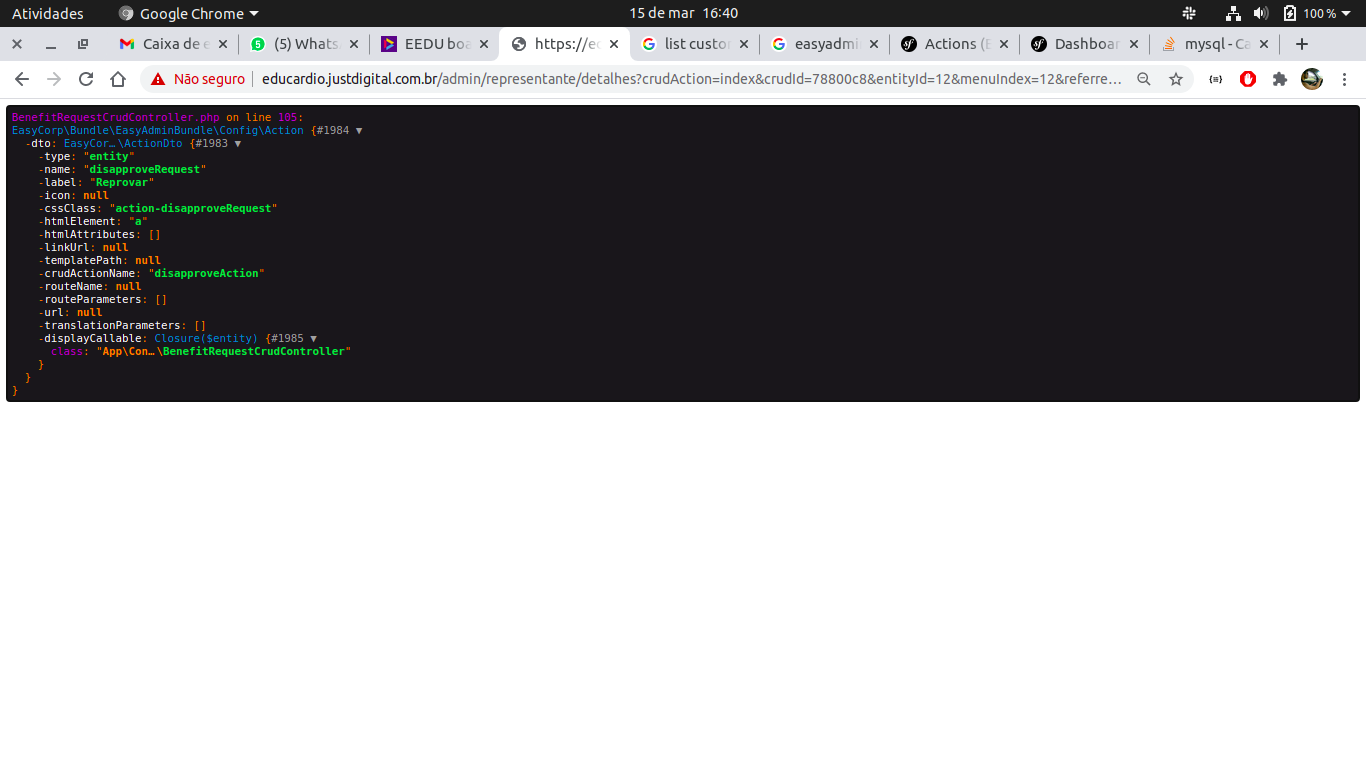 Atividades
Google Chrome
15 de mar 16:40
100 %
Caixa de e
(5) Whats
EEDU boa
https://ed
list custo
easyadmi
Actions (E
Dashboar
mysql - Ca
Não seguro
educardio.justdigital.com.br/admin/representante/detalhes?crudAction=index&crudId=78800c8&entityId=12&menuIndex=12&referre…
BenefitRequestCrudController.php on line 105:
EasyCorp\Bundle\EasyAdminBundle\Config\Action {#1984 ▼
-dto: EasyCor…\ActionDto {#1983 ▼
-type: "entity"
-name: "disapproveRequest"
-label: "Reprovar"
-icon: null
-cssClass: "action-disapproveRequest"
-htmlElement: "a"
-htmlAttributes: []
-linkUrl: null
-templatePath: null
-crudActionName: "disapproveAction"
-routeName: null
-routeParameters: []
-url: null
-translationParameters: []
-displayCallable: Closure($entity) {#1985 ▼
class: "App\Con…\BenefitRequestCrudController"
}
}
}